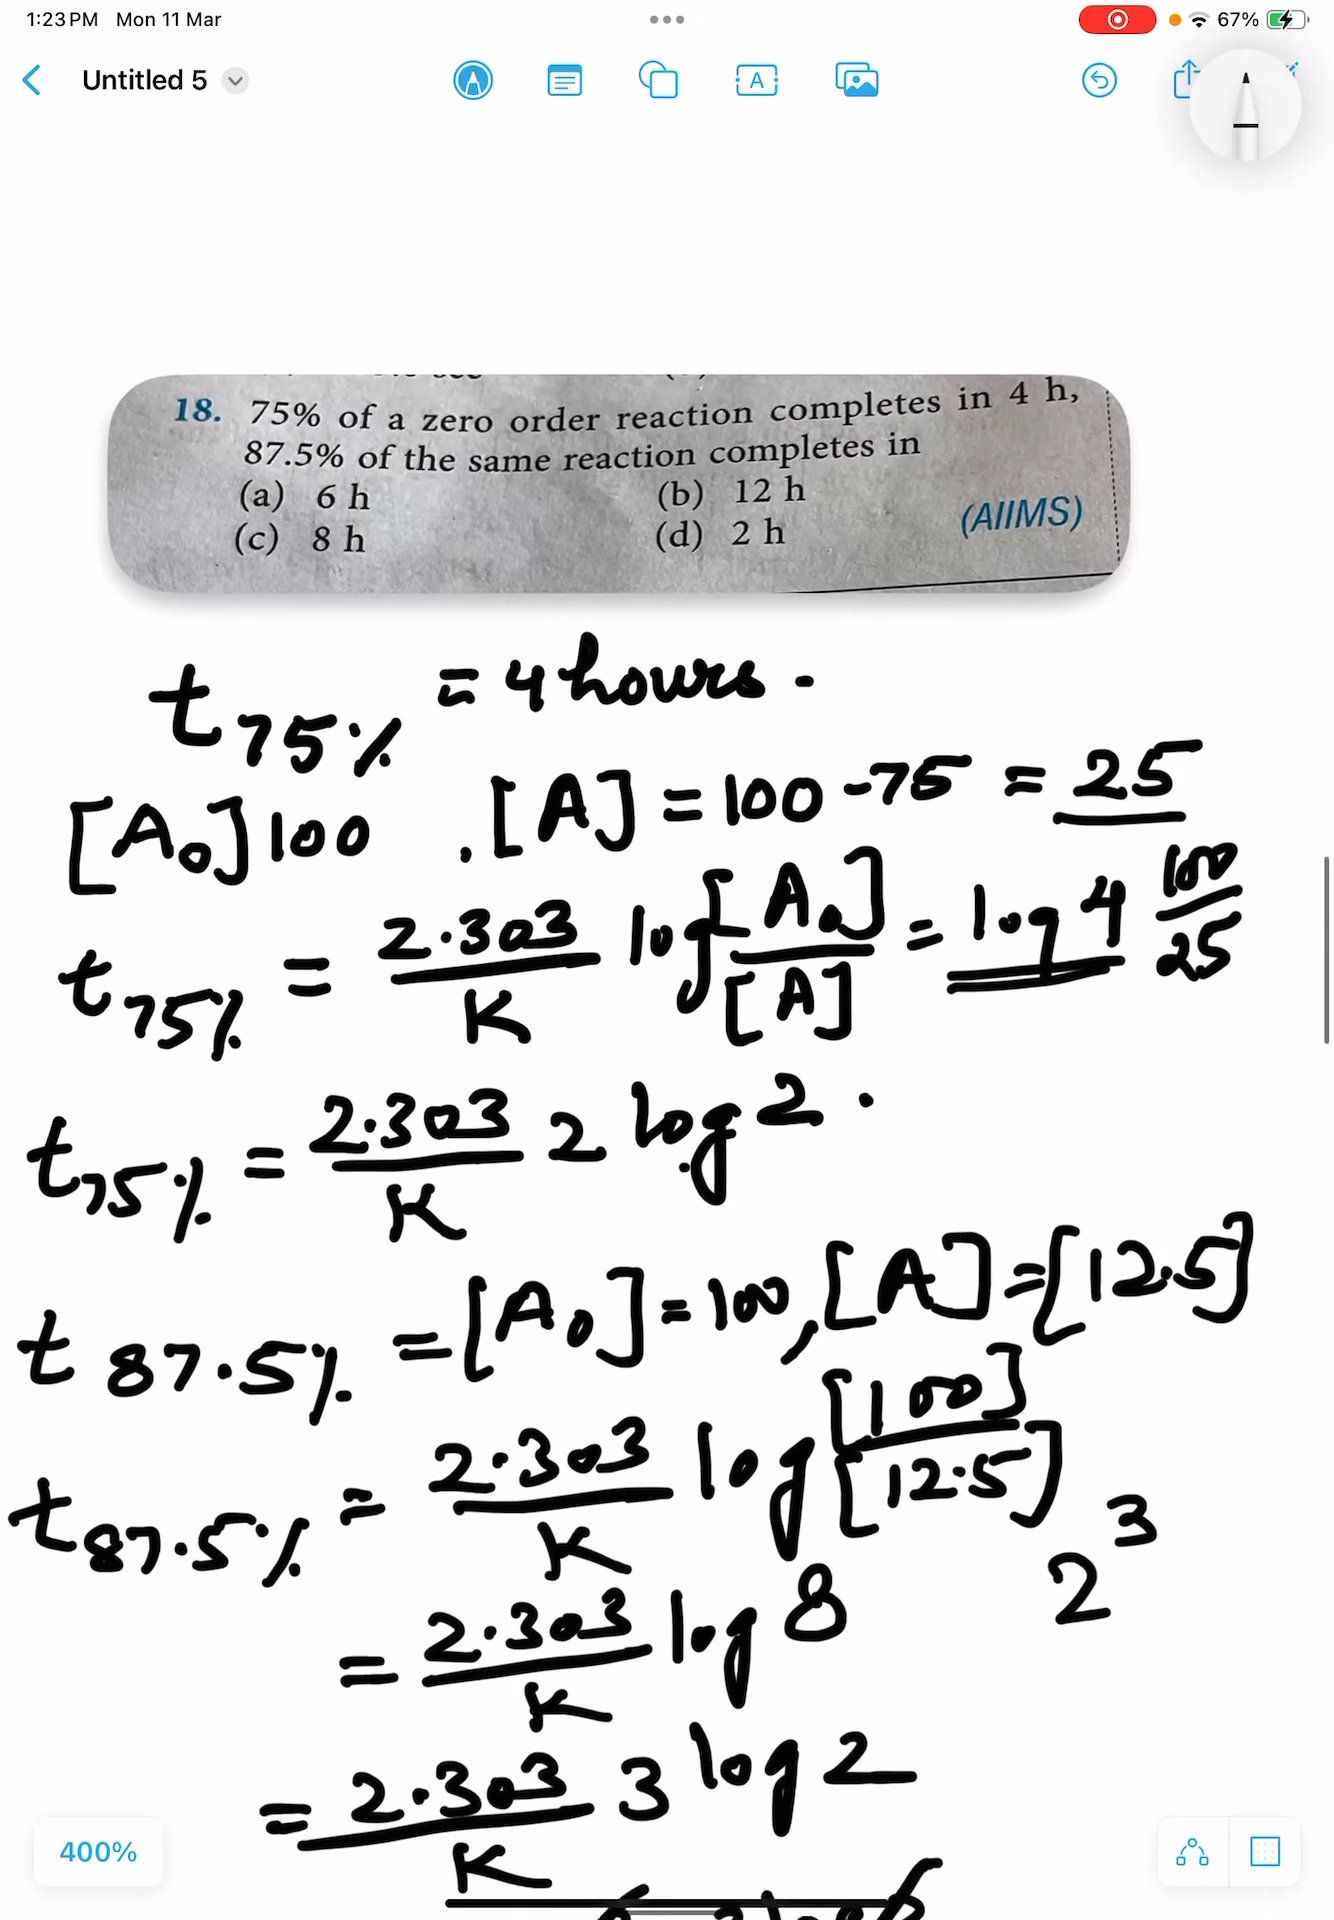 1:23 PM Mon 11 Mar 67%
Untitled 5
18. 75% of a zero order reaction completes in 4 h,
87.5% of the same reaction completes in
(a) 6 h (b) 12 h
(c) 8 h (d) 2 h (AIIMS)
t75% = 4 hours.
[A₀] 100 , [A] = 100 - 75 = 25
t75% = 2.303/K log [A₀]/[A] = log 4 100/25
t75% = 2.303/K 2 log 2.
t 87.5% = [A₀] = 100, [A] = [12.5]
t87.5% = 2.303/K log [100]/[12.5]
= 2.303/K log 8 2³
= 2.303/K 3 log 2
400%